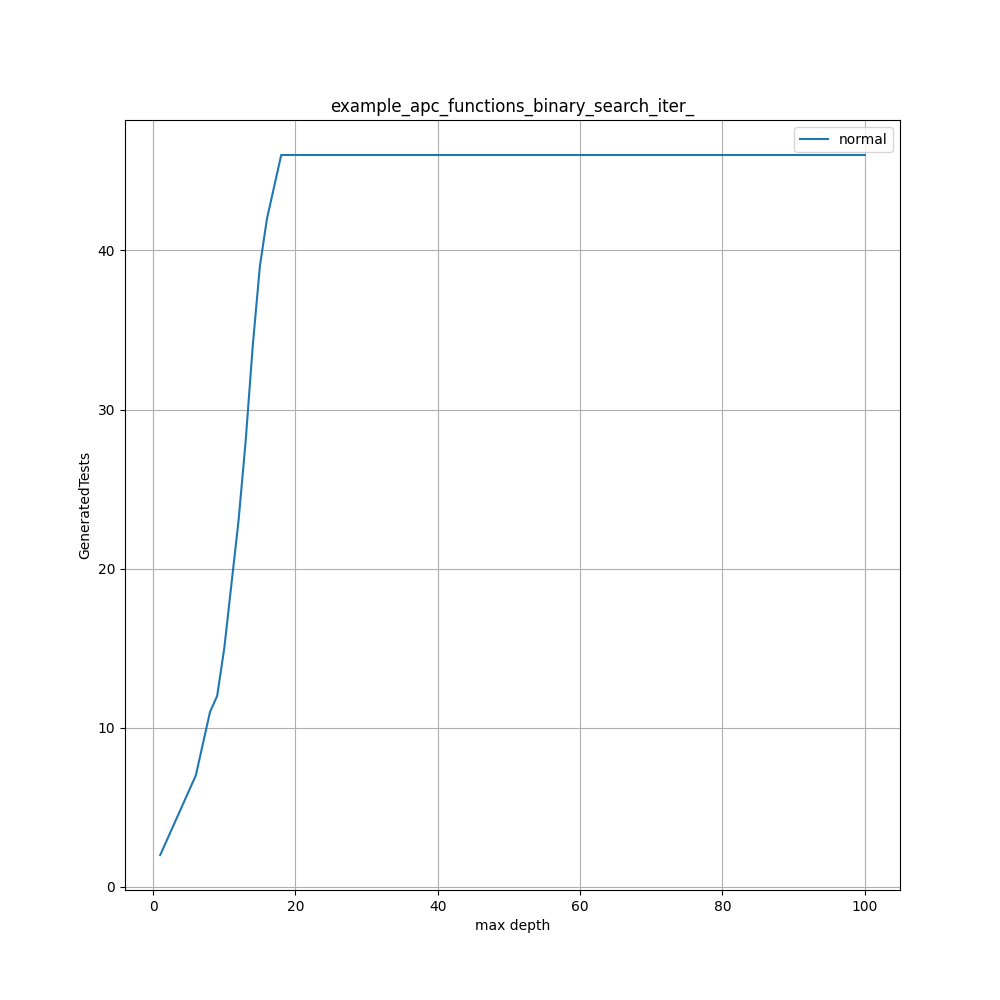 example_apc_functions_binary_search_iter_
normal
GeneratedTests
40
30
20
10
0
0 20 40 60 80 100
max depth